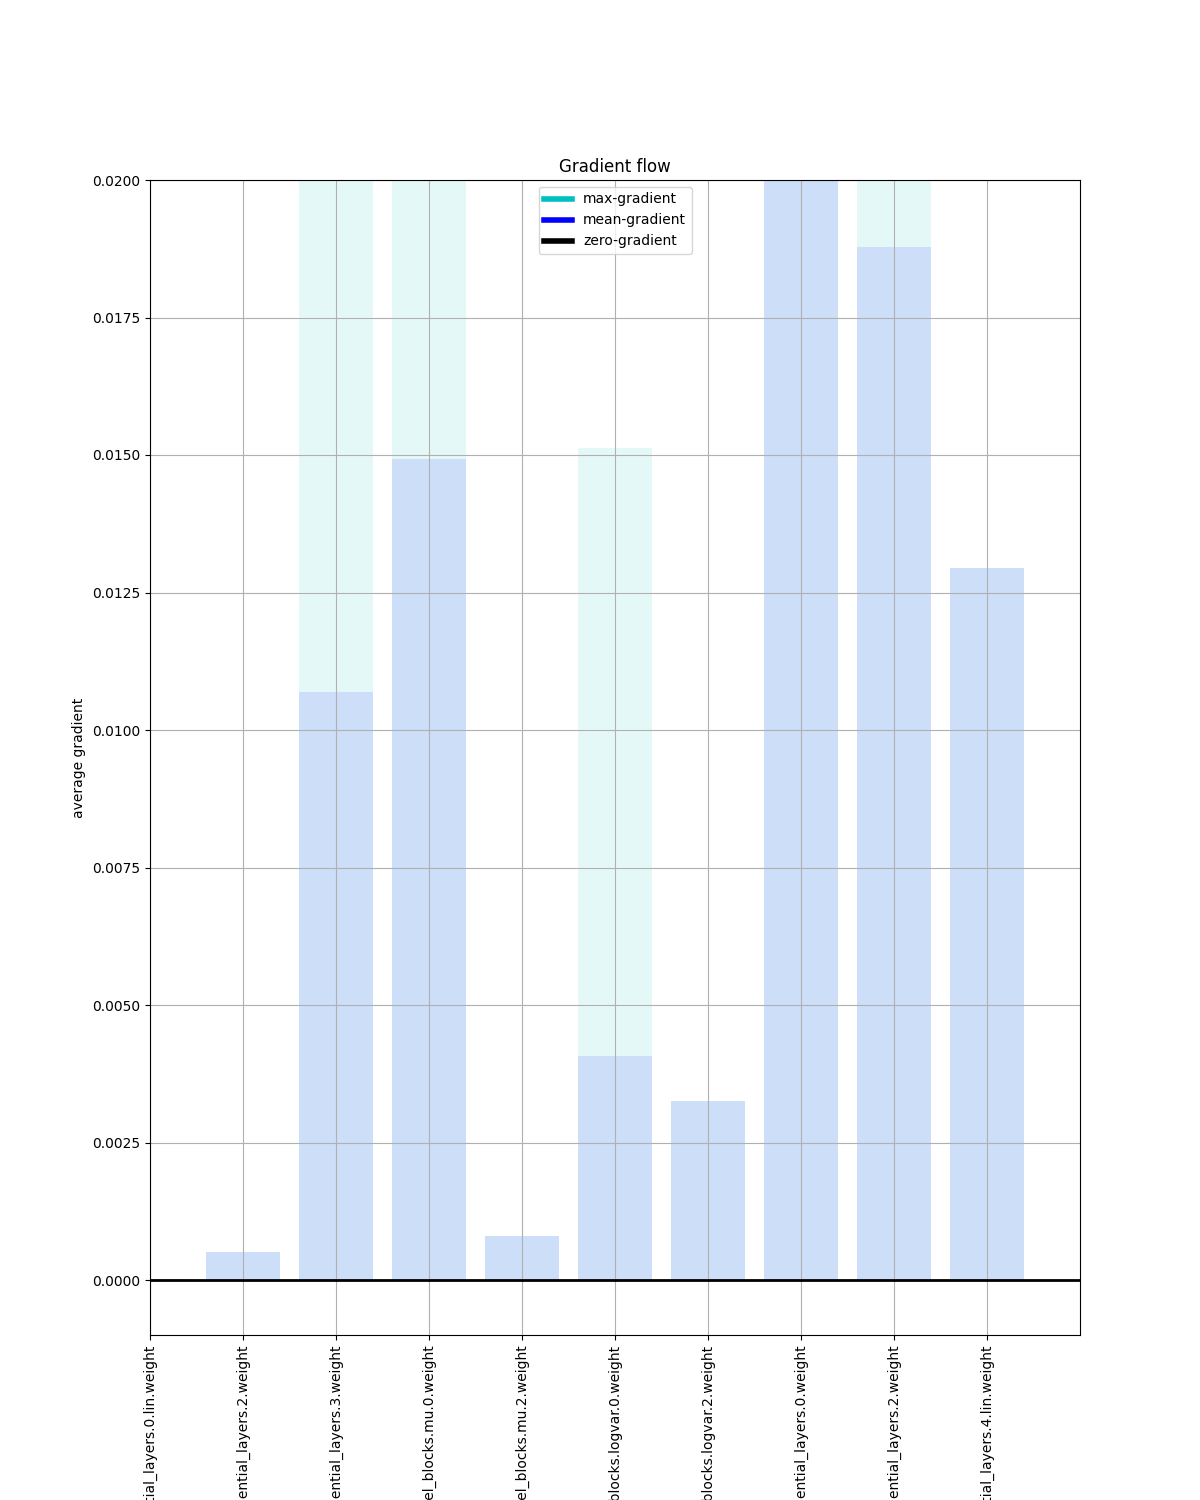 Gradient flow
max-gradient
mean-gradient
zero-gradient
0.0200
0.0175
0.0150
0.0125
0.0100
0.0075
0.0050
0.0025
0.0000
average gradient
tial_layers.0.lin.weight
ential_layers.2.weight
ential_layers.3.weight
el_blocks.mu.0.weight
el_blocks.mu.2.weight
blocks.logvar.0.weight
blocks.logvar.2.weight
ential_layers.0.weight
ential_layers.2.weight
tial_layers.4.lin.weight